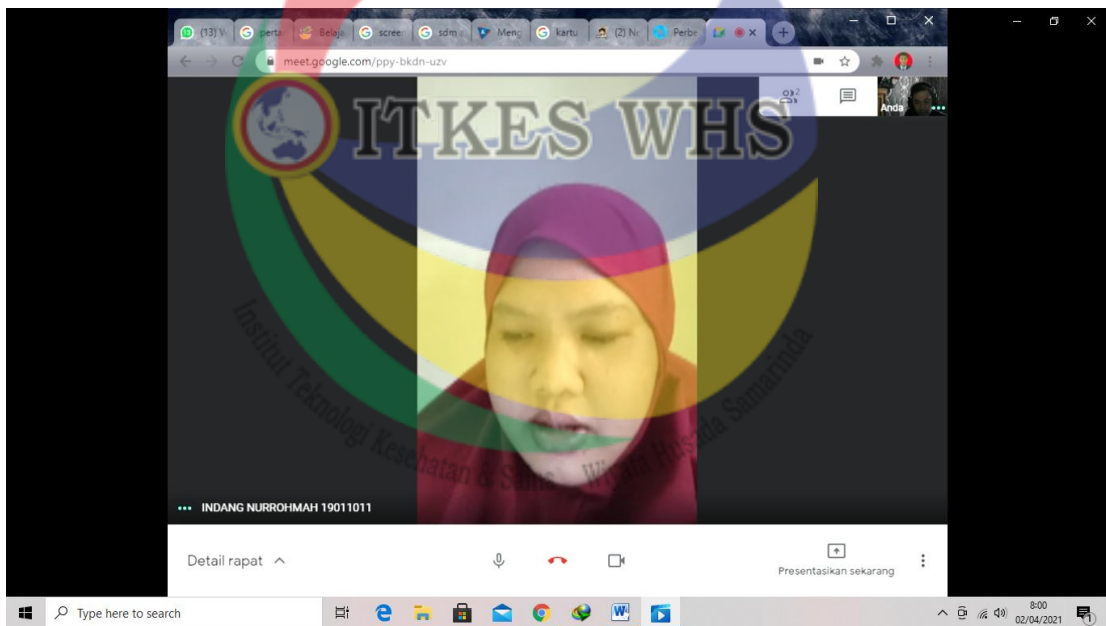 (13) W
perta
Belaja
scree
sdm
Meng
kartu
(2) Ne
Perbe
meet.google.com/ppy-bkdn-uzv
2
Anda
ITKES WHS
Institut Teknologi Kesehatan & Sains Wiyata Husada Samarinda
INDANG NURROHMAH 19011011
Detail rapat
Presentasikan sekarang
Type here to search
8:00
02/04/2021
1